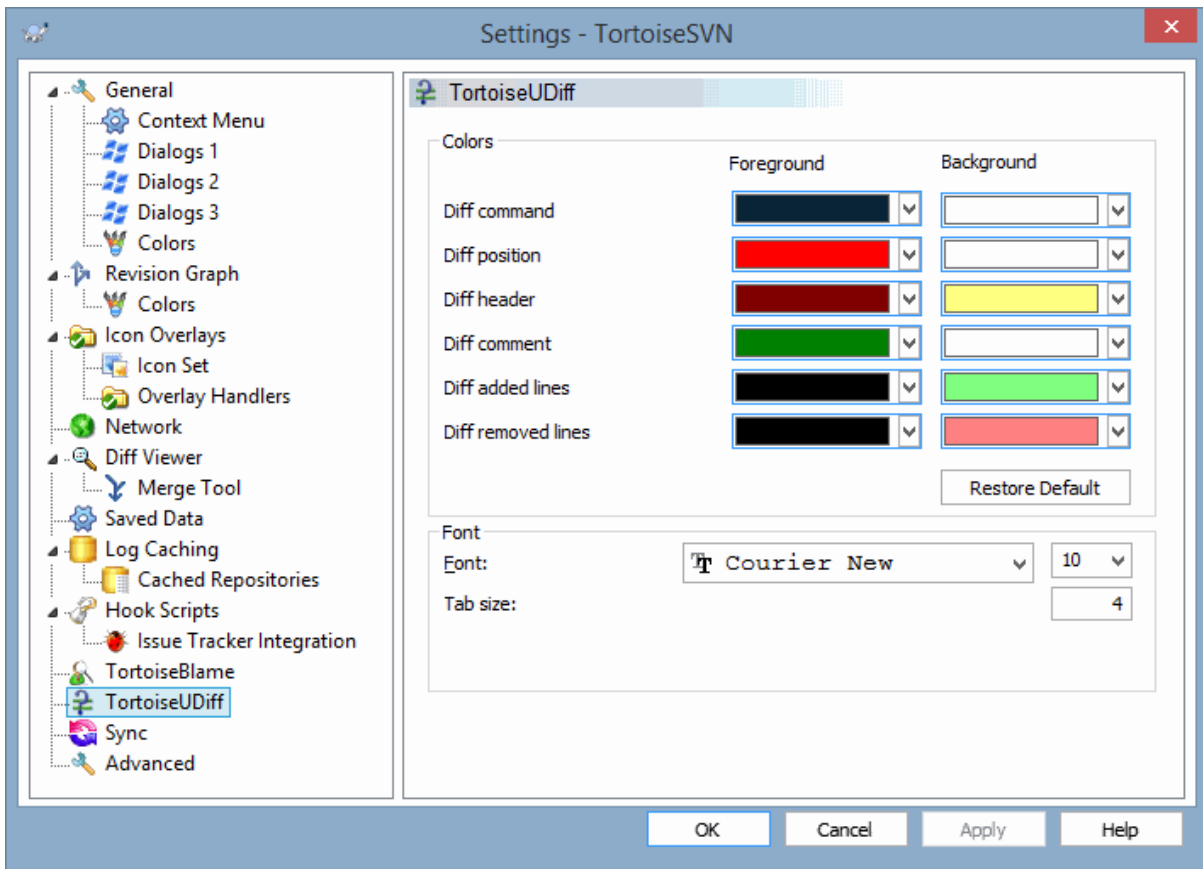 Settings - TortoiseSVN
General
Context Menu
Dialogs 1
Dialogs 2
Dialogs 3
Colors
Revision Graph
Colors
Icon Overlays
Icon Set
Overlay Handlers
Network
Diff Viewer
Merge Tool
Saved Data
Log Caching
Cached Repositories
Hook Scripts
Issue Tracker Integration
TortoiseBlame
TortoiseUDiff
Sync
Advanced
TortoiseUDiff
Colors
Foreground Background
Diff command
Diff position
Diff header
Diff comment
Diff added lines
Diff removed lines
Restore Default
Font
Font: Courier New 10
Tab size: 4
OK Cancel Apply Help